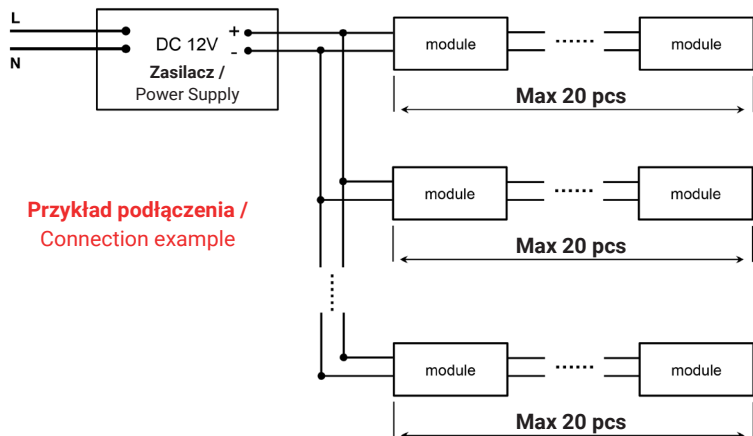 L
N
DC 12V
+
-
Zasilacz /
Power Supply
module
module
Max 20 pcs
module
module
Max 20 pcs
Przykład podłączenia /
Connection example
module
module
Max 20 pcs